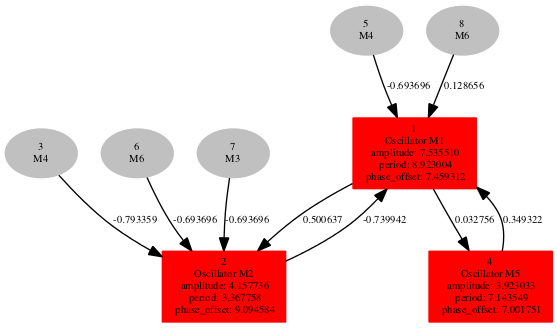 5
M4
8
M6
-0.693696
0.128656
1
Oscillator M1
amplitude: 7.535510
period: 8.923004
phase_offset: 7.459312
3
M4
6
M6
7
M3
-0.793359
-0.693696
-0.693696
0.500637
-0.739942
0.032756
0.349322
2
Oscillator M2
amplitude: 4.157736
period: 3.367758
phase_offset: 9.094584
4
Oscillator M5
amplitude: 3.923033
period: 7.143549
phase_offset: 7.001751